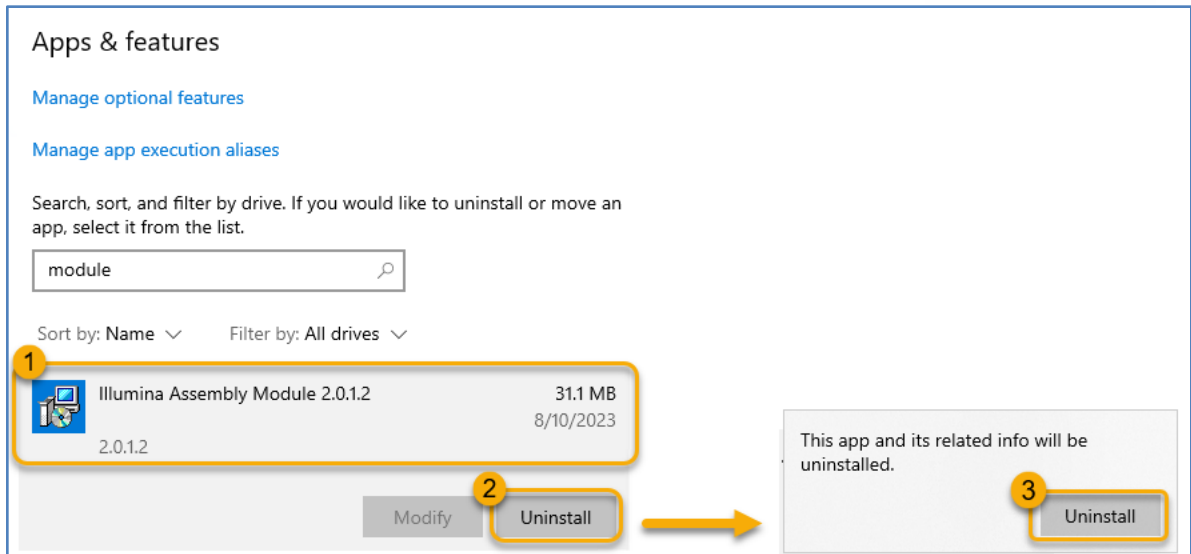 Apps & features
Manage optional features
Manage app execution aliases
Search, sort, and filter by drive. If you would like to uninstall or move an
app, select it from the list.
module
Sort by: Name
Filter by: All drives
1
Illumina Assembly Module 2.0.1.2
31.1 MB
8/10/2023
2.0.1.2
2
Modify
Uninstall
This app and its related info will be
uninstalled.
3
Uninstall